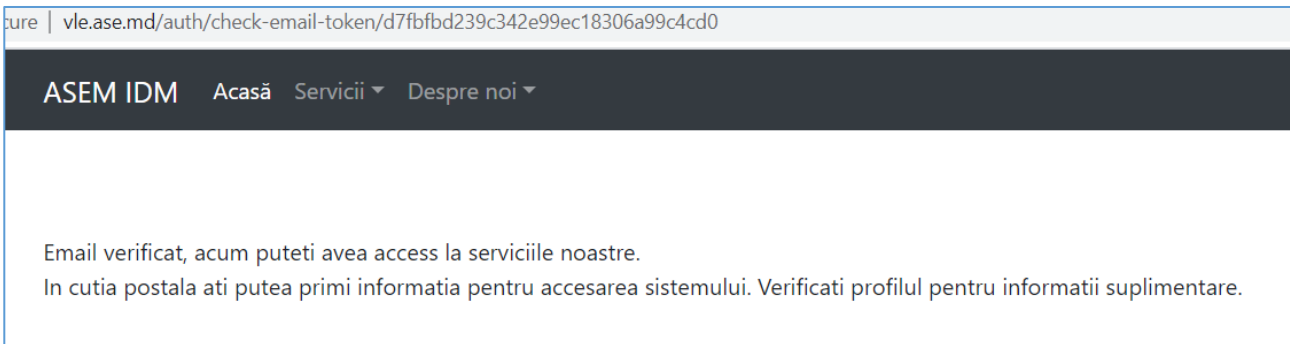 ure | vle.ase.md/auth/check-email-token/d7fbfbd239c342e99ec18306a99c4cd0
ASEM IDM Acasă Servicii Despre noi
Email verificat, acum puteti avea access la serviciile noastre.
In cutia postala ati putea primi informatia pentru accesarea sistemului. Verificati profilul pentru informatii suplimentare.